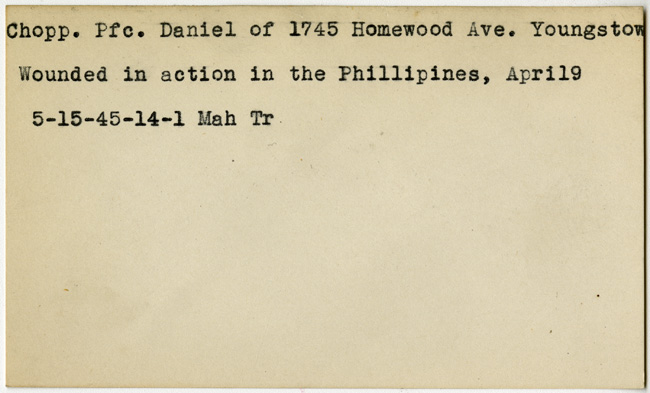 Chopp. Pfc. Daniel of 1745 Homewood Ave. Youngstow
Wounded in action in the Phillipines, April9
5-15-45-14-1 Mah Tr